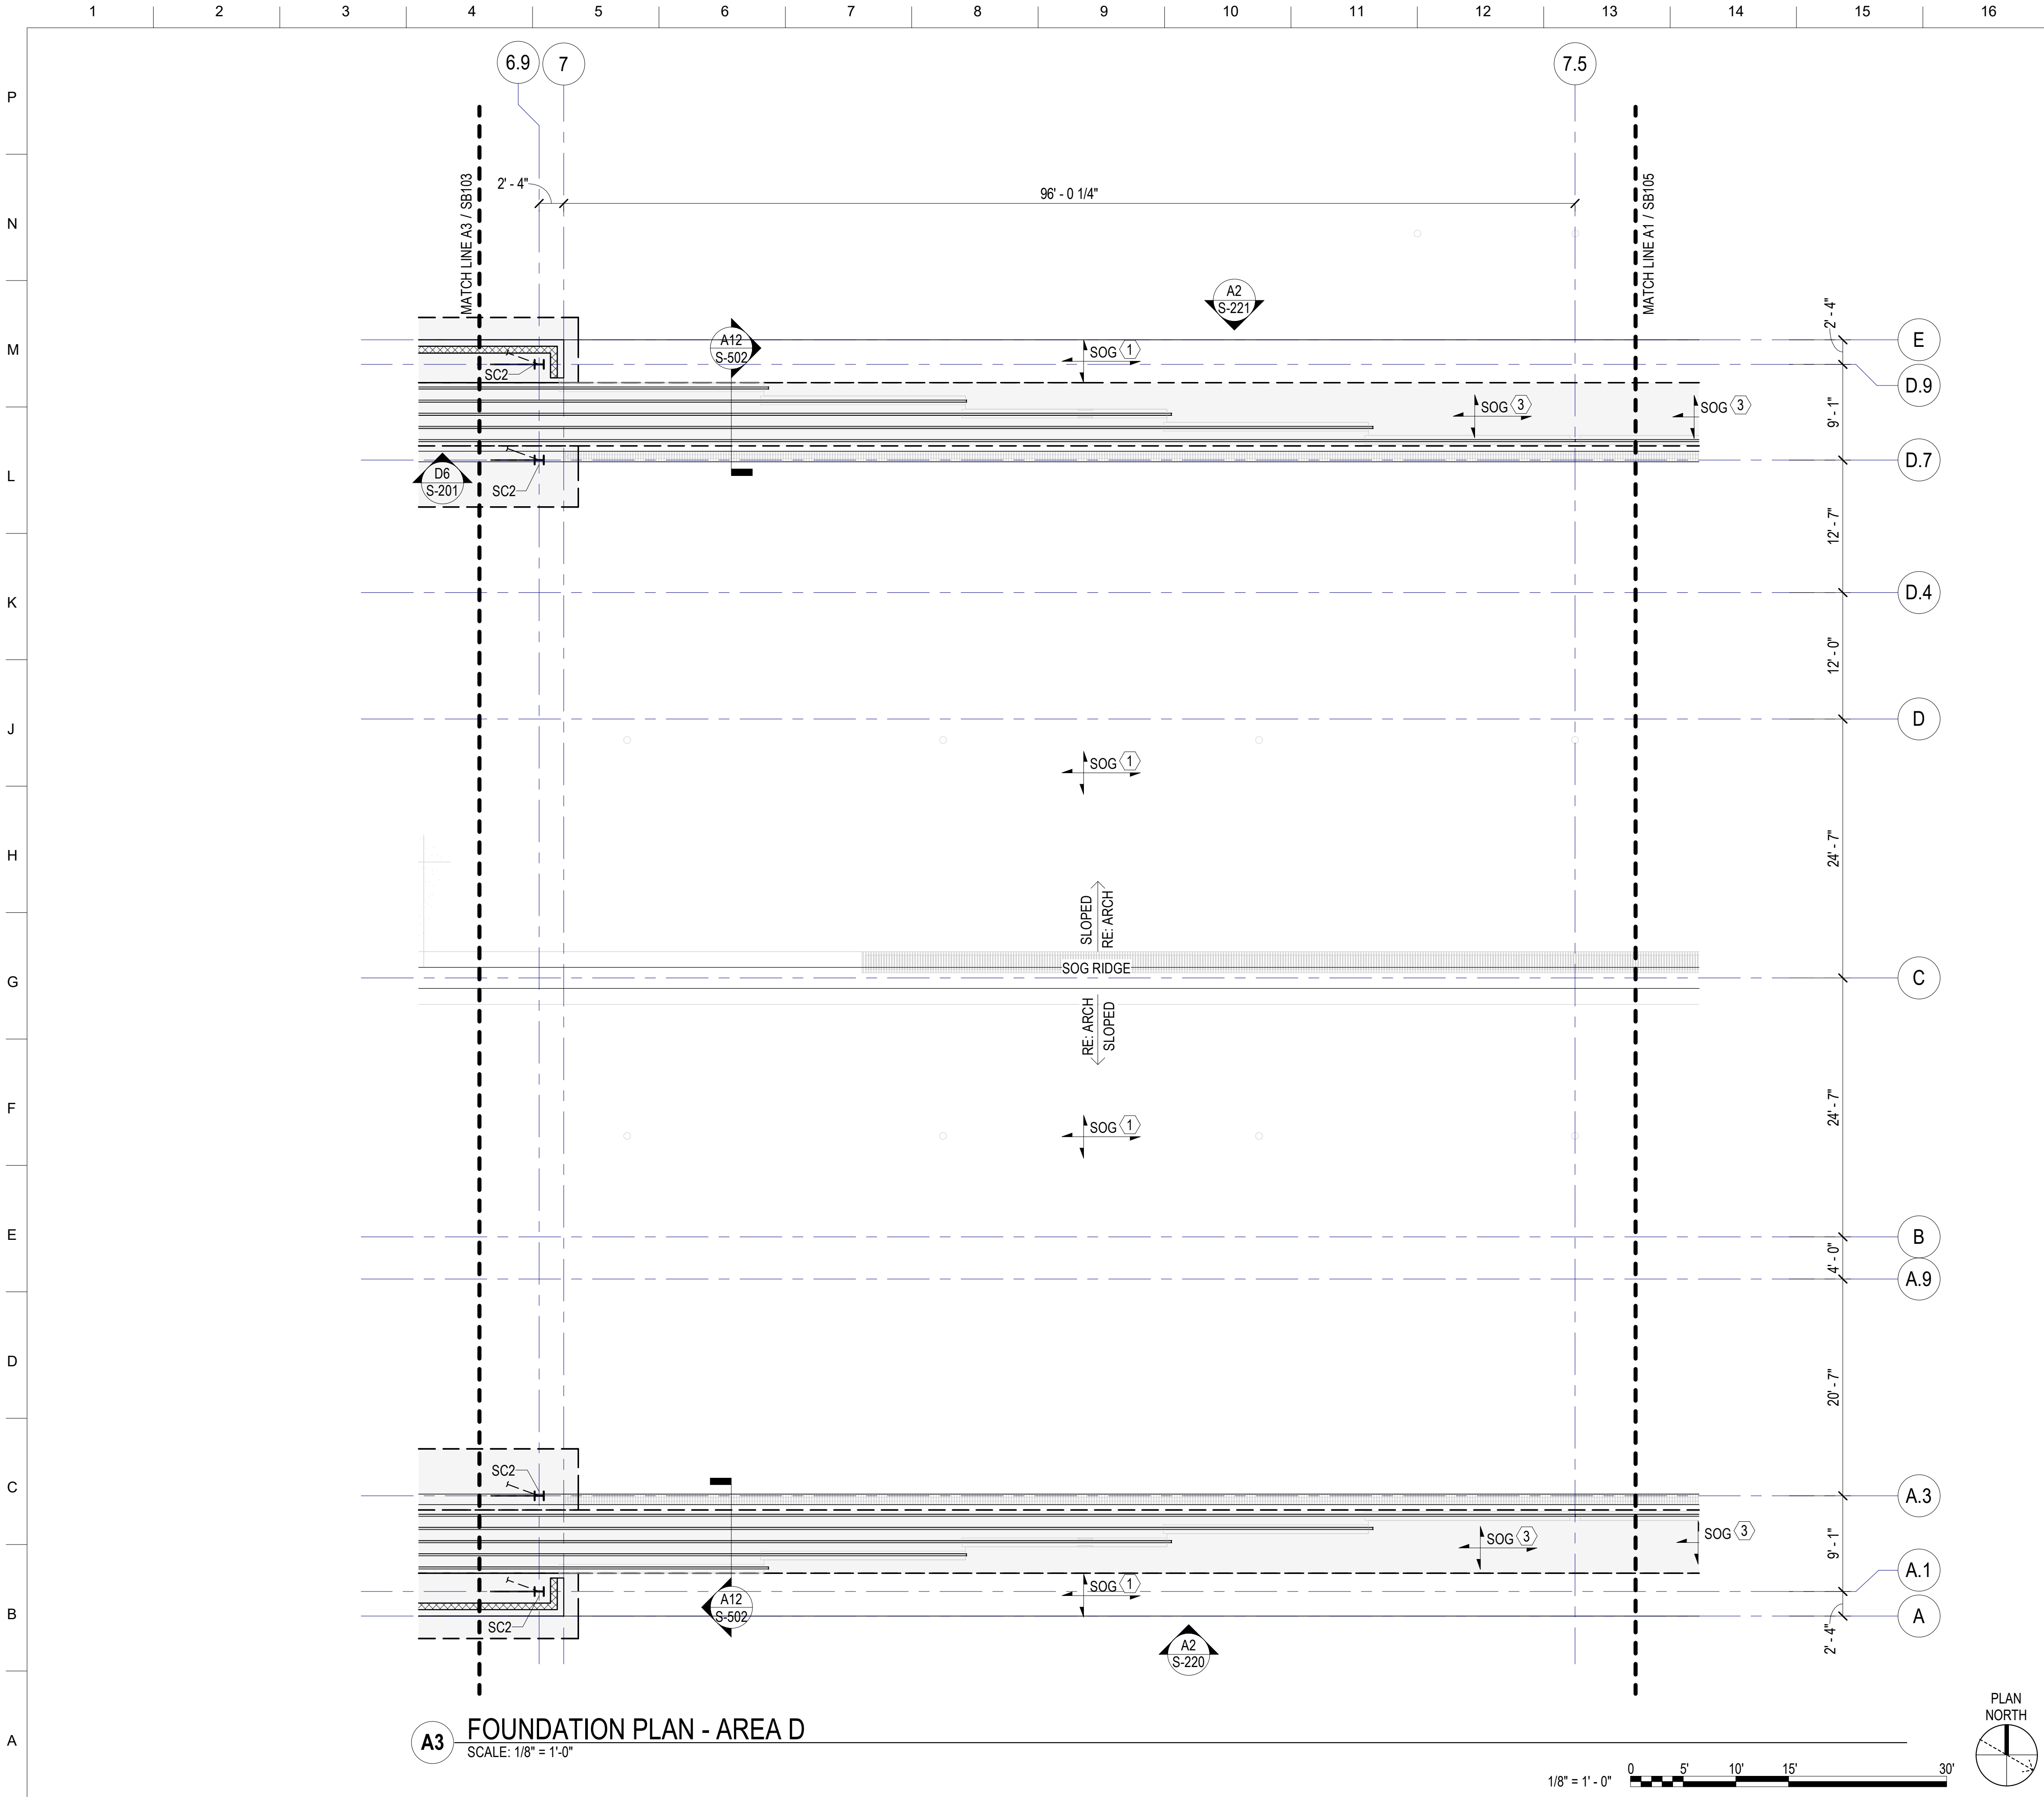 1 2 3 4 5 6 7 8 9 10 11 12 13 14 15 16
P
N
M
L
K
J
H
G
F
E
D
C
B
A
6.9
7
7.5
MATCH LINE A3 / SB103
MATCH LINE A1 / SB105
2' - 4"
96' - 0 1/4"
A2
S-221
A12
S-502
SOG 1
SC2
SOG 3
SOG 3
SC2
D6
S-201
2' - 4"
E
D.9
9' - 1"
D.7
12' - 7"
D.4
12' - 0"
D
SOG 1
24' - 7"
SLOPED
RE: ARCH
SOG RIDGE
C
RE: ARCH
SLOPED
24' - 7"
SOG 1
B
4' - 0"
A.9
20' - 7"
SC2
A.3
SOG 3
SOG 3
9' - 1"
A.1
SOG 1
A12
S-502
SC2
A
2' - 4"
A2
S-220
A3
FOUNDATION PLAN - AREA D
SCALE: 1/8" = 1'-0"
PLAN
NORTH
1/8" = 1' - 0"
0 5' 10' 15' 30'